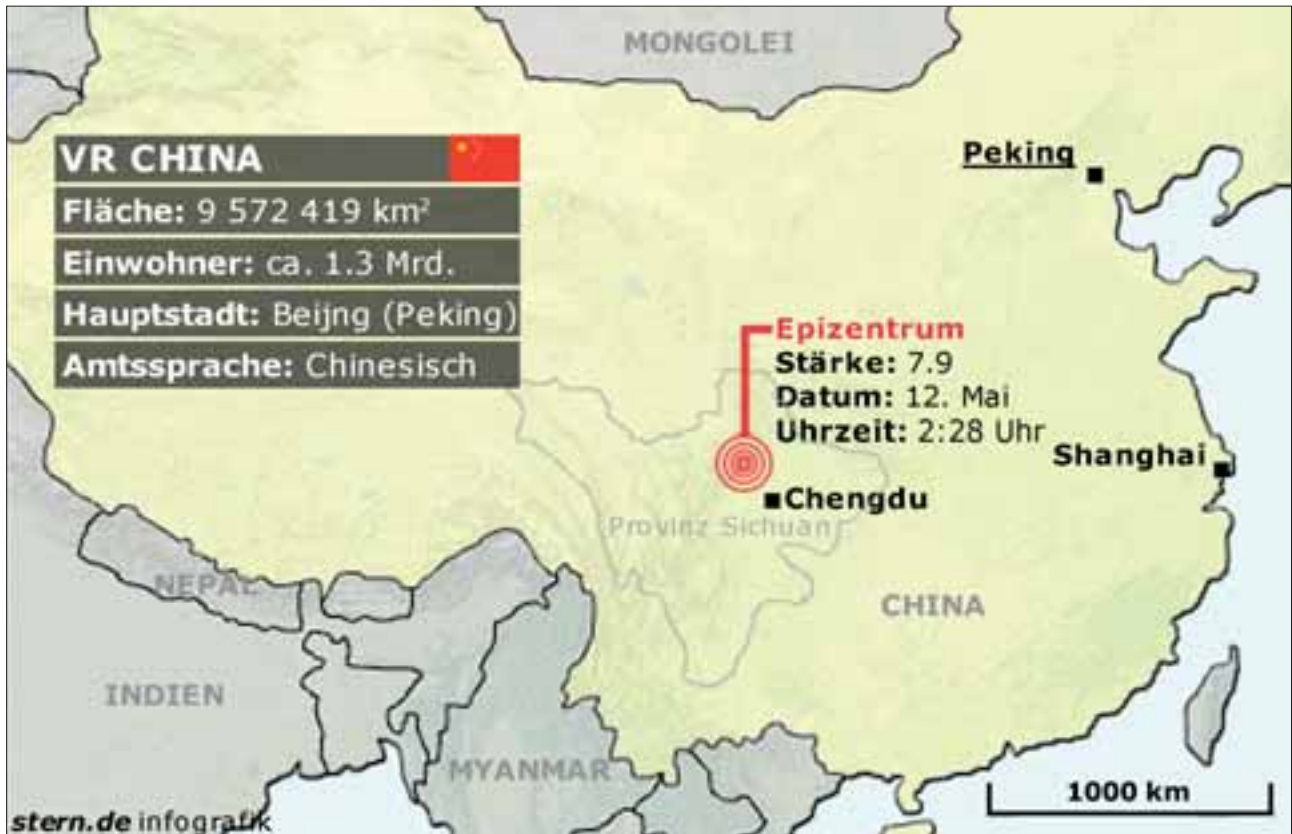 MONGOLEI
Peking
VR CHINA
Fläche: 9 572 419 km²
Einwohner: ca. 1.3 Mrd.
Hauptstadt: Beijng (Peking)
Amtssprache: Chinesisch
Epizentrum
Stärke: 7.9
Datum: 12. Mai
Uhrzeit: 2:28 Uhr
Shanghai
Chengdu
Provinz Sichuan
NEPAL
CHINA
INDIEN
MYANMAR
1000 km
stern.de infografik